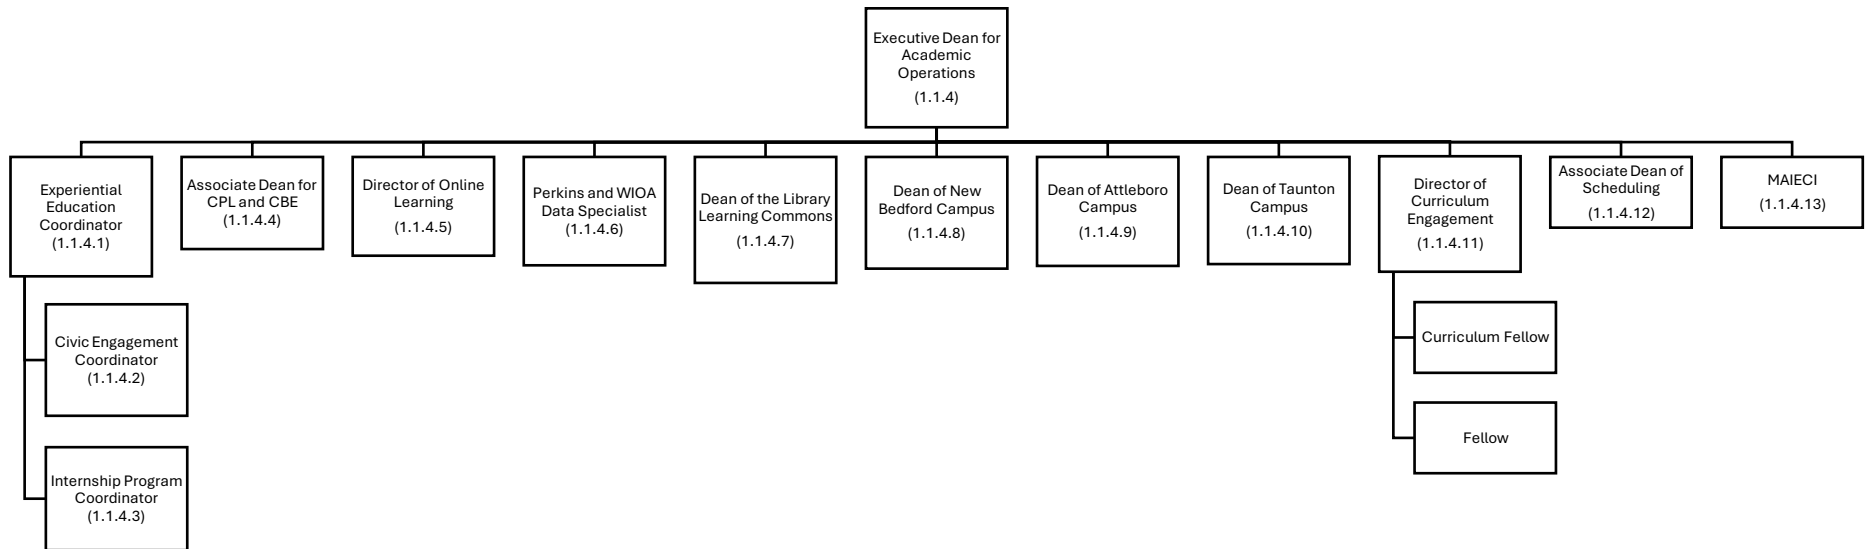 Executive Dean for
Academic
Operations
(1.1.4)
Experiential
Education
Coordinator
(1.1.4.1)
Associate Dean for
CPL and CBE
(1.1.4.4)
Director of Online
Learning
(1.1.4.5)
Perkins and WIOA
Data Specialist
(1.1.4.6)
Dean of the Library
Learning Commons
(1.1.4.7)
Dean of New
Bedford Campus
(1.1.4.8)
Dean of Attleboro
Campus
(1.1.4.9)
Dean of Taunton
Campus
(1.1.4.10)
Director of
Curriculum
Engagement
(1.1.4.11)
Associate Dean of
Scheduling
(1.1.4.12)
MAIECI
(1.1.4.13)
Civic Engagement
Coordinator
(1.1.4.2)
Internship Program
Coordinator
(1.1.4.3)
Curriculum Fellow
Fellow